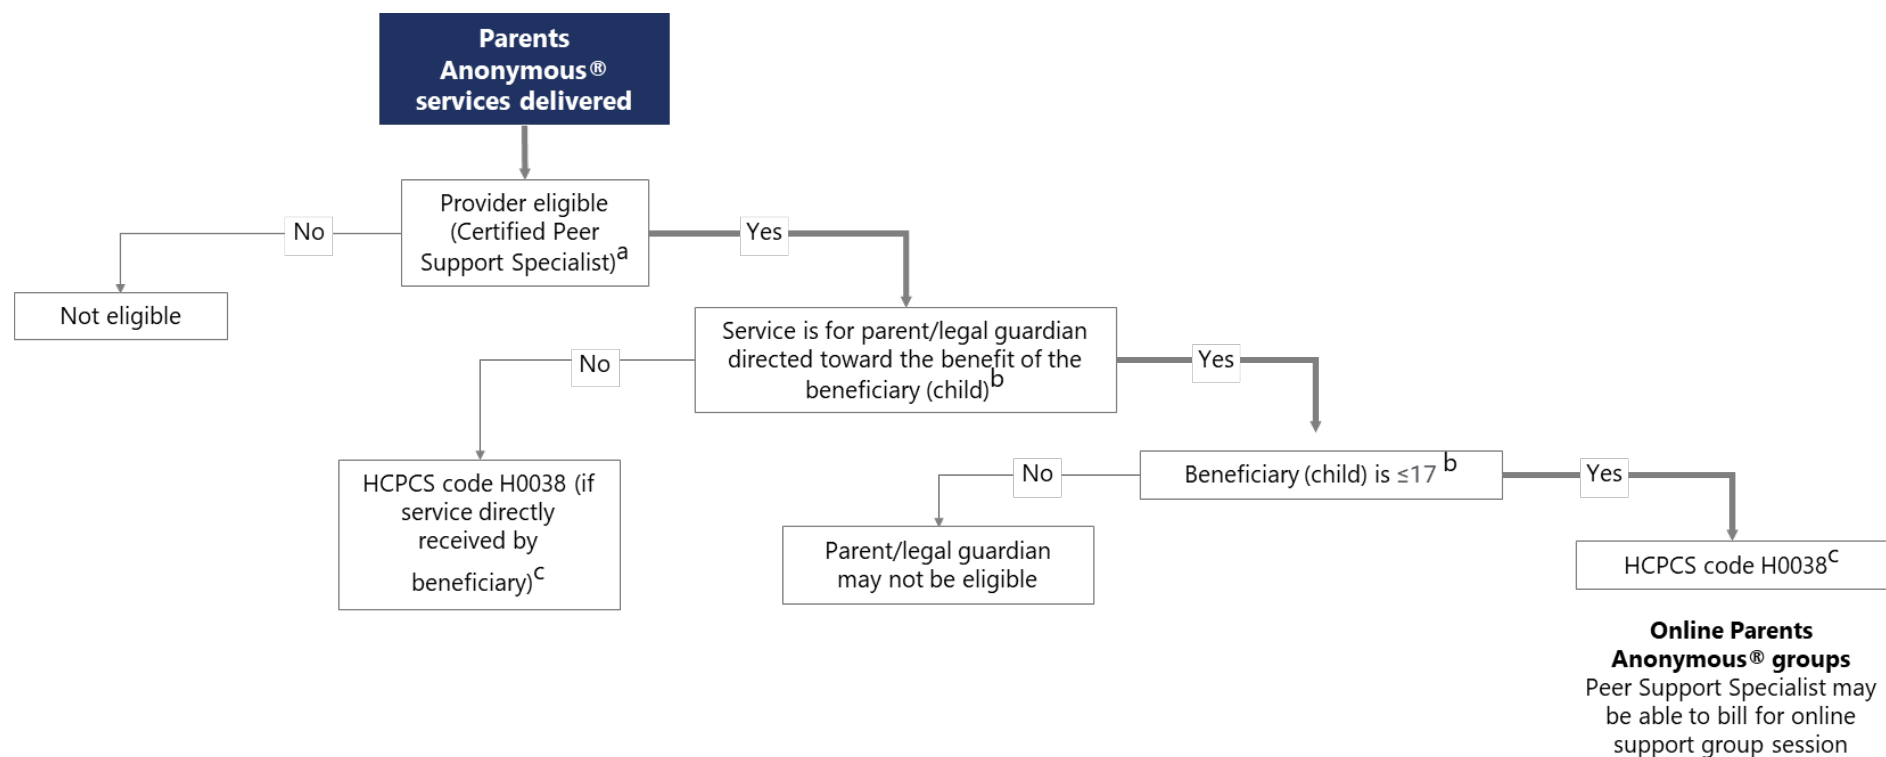 Parents
Anonymous®
services delivered
Provider eligible
(Certified Peer
Support Specialist)a
No
Yes
Not eligible
Service is for parent/legal guardian
directed toward the benefit of the
beneficiary (child)b
No
Yes
HCPCS code H0038 (if
service directly
received by
beneficiary)c
Beneficiary (child) is ≤17 b
No
Yes
Parent/legal guardian
may not be eligible
HCPCS code H0038c
Online Parents
Anonymous® groups
Peer Support Specialist may
be able to bill for online
support group session